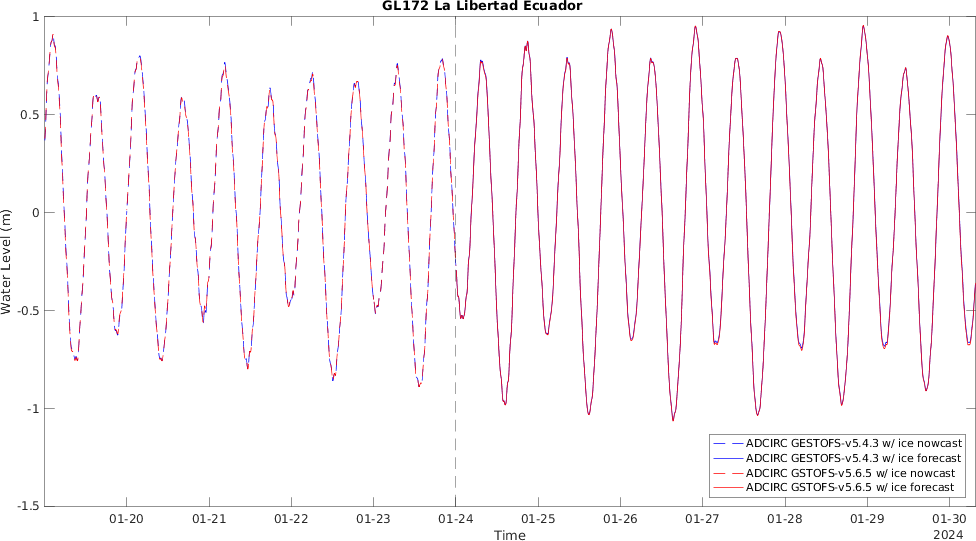 GL172 La Libertad Ecuador
1
0.5
0
-0.5
-1
-1.5
Water Level (m)
ADCIRC GESTOFS-v5.4.3 w/ ice nowcast
ADCIRC GESTOFS-v5.4.3 w/ ice forecast
ADCIRC GSTOFS-v5.6.5 w/ ice nowcast
ADCIRC GSTOFS-v5.6.5 w/ ice forecast
01-20 01-21 01-22 01-23 01-24 01-25 01-26 01-27 01-28 01-29 01-30
Time
2024